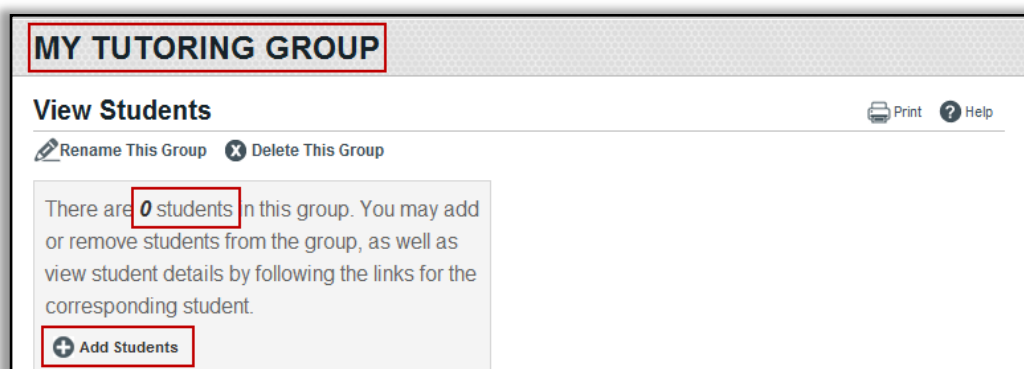 MY TUTORING GROUP
View Students
Print Help
Rename This Group Delete This Group
There are 0 students in this group. You may add
or remove students from the group, as well as
view student details by following the links for the
corresponding student.
Add Students